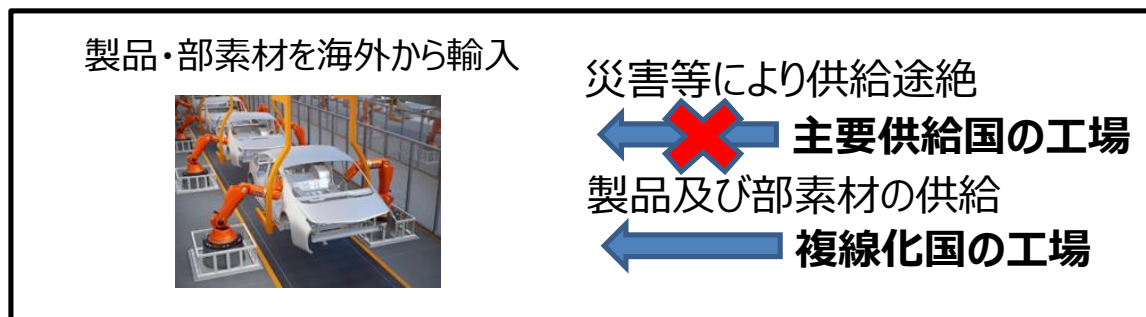 製品・部素材を海外から輸入
災害等により供給途絶
主要供給国の工場
製品及び部素材の供給
複線化国の工場